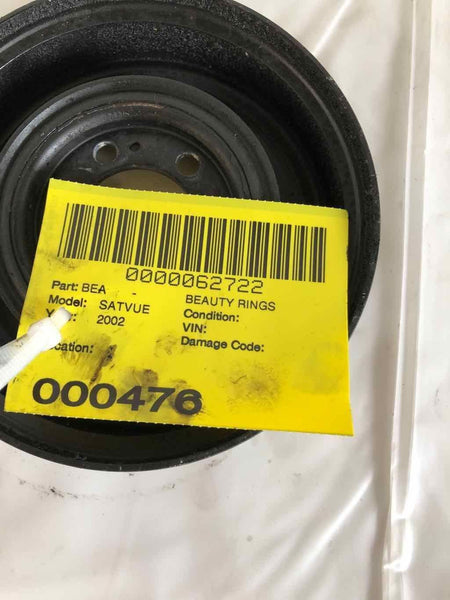 0000062722
Part: BEA - BEAUTY RINGS
Model: SATVUE Condition:
2002 VIN:
Damage Code:
000476